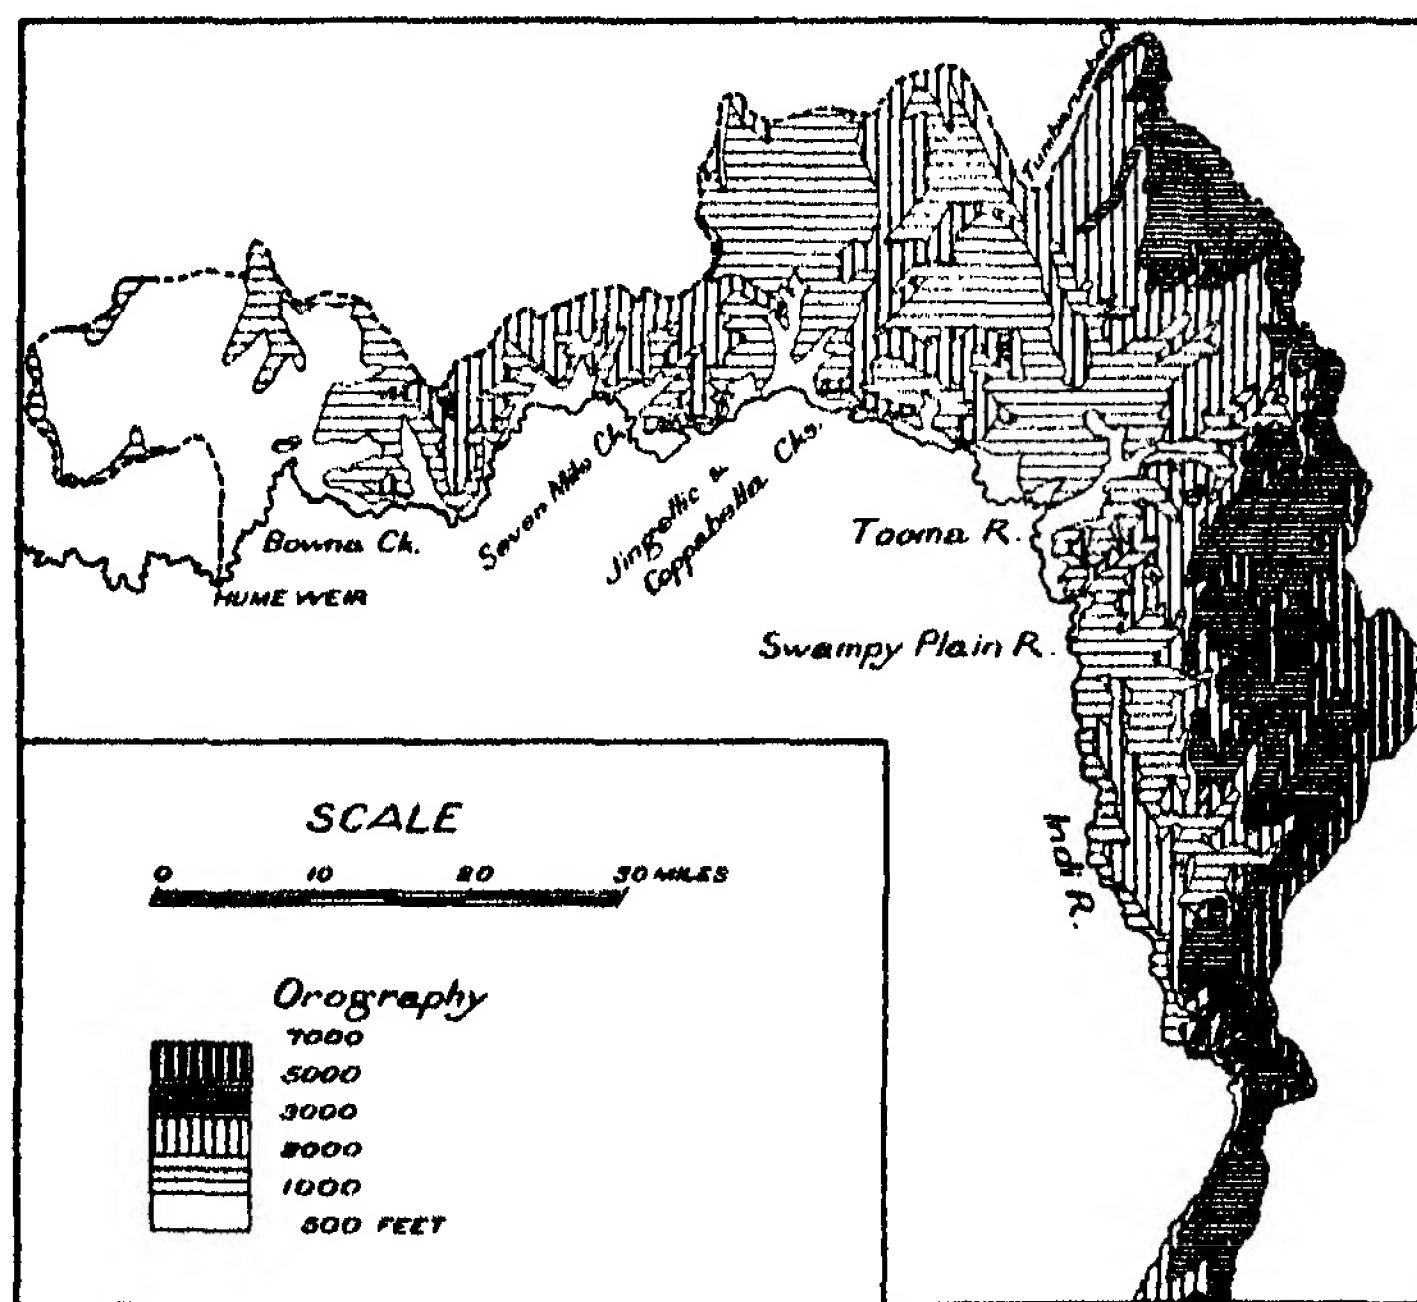 Bowna Ck.
HUME WEIR
Seven Mile Ck.
Jingellic &
Coppabella Cks.
Tooma R.
Swampy Plain R.
Indi R.
SCALE
0 10 20 30 MILES
Orography
7000
5000
3000
2000
1000
500 FEET